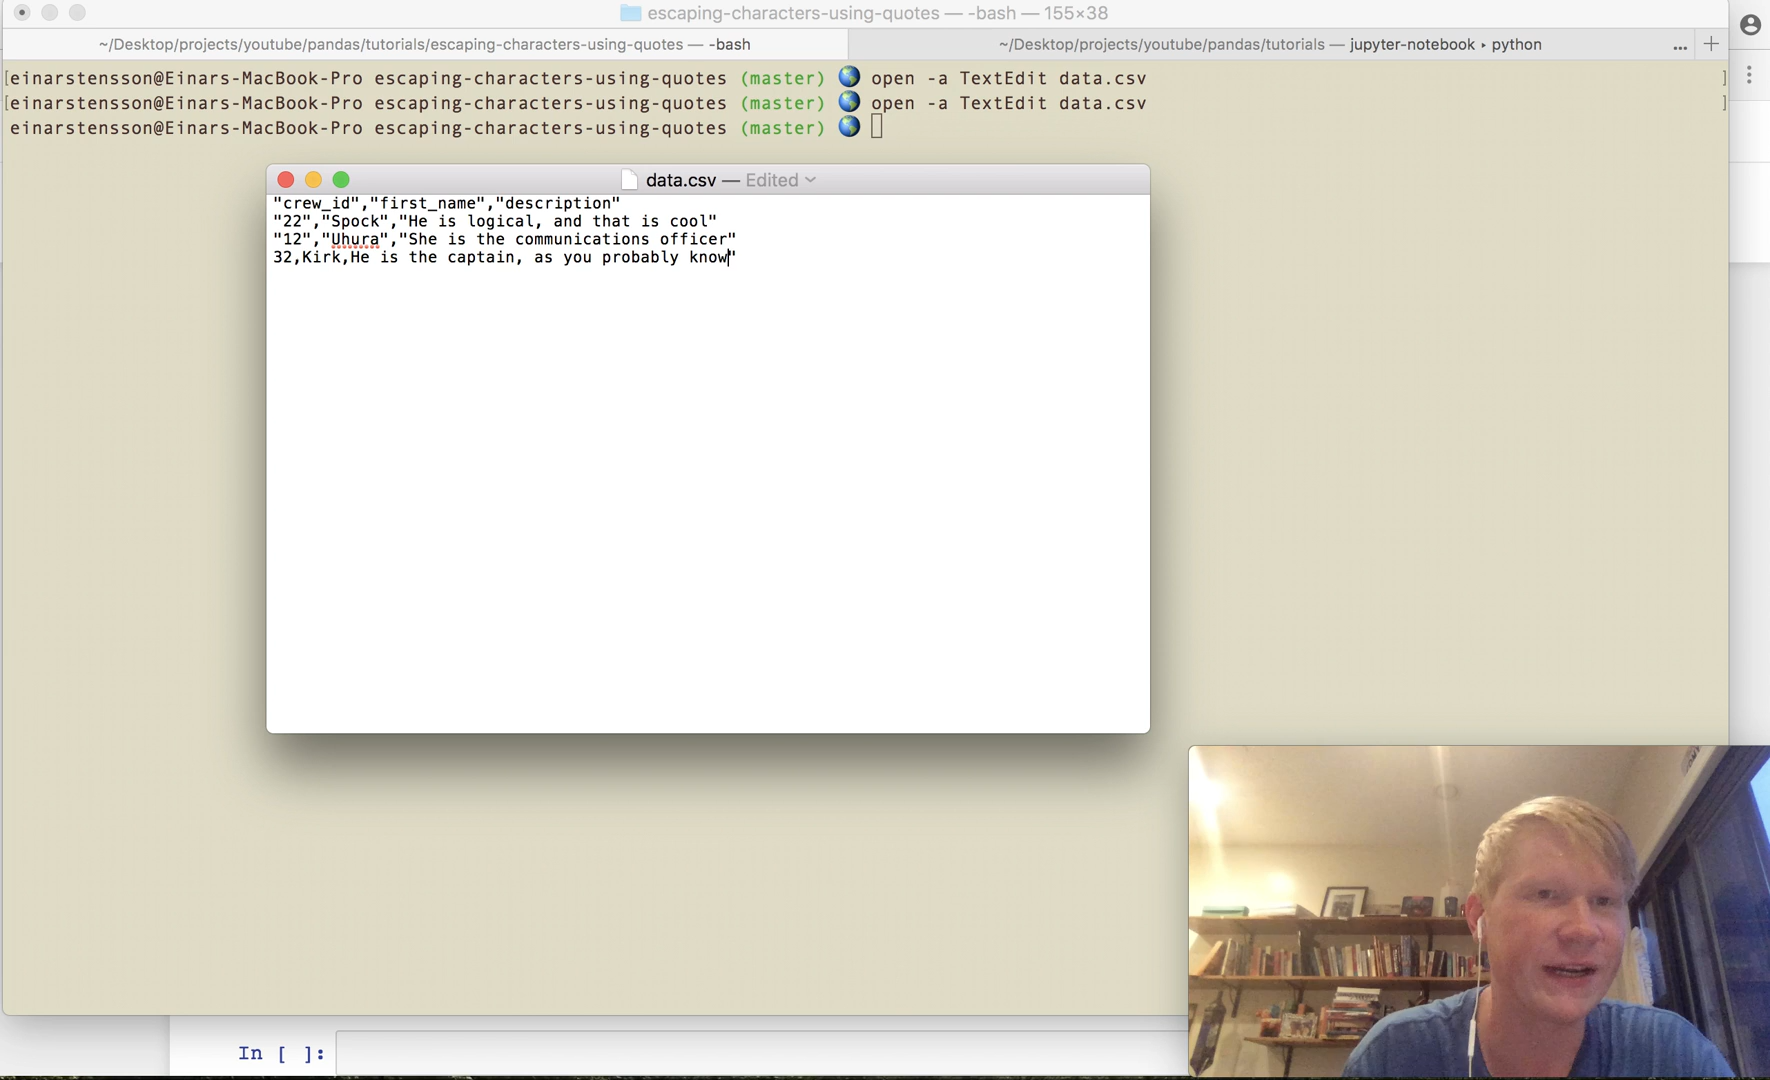 escaping-characters-using-quotes — -bash — 155×38
~/Desktop/projects/youtube/pandas/tutorials/escaping-characters-using-quotes — -bash
~/Desktop/projects/youtube/pandas/tutorials — jupyter-notebook ▸ python
... +
[einarstensson@Einars-MacBook-Pro escaping-characters-using-quotes (master) 🌎 open -a TextEdit data.csv ]
[einarstensson@Einars-MacBook-Pro escaping-characters-using-quotes (master) 🌎 open -a TextEdit data.csv ]
einarstensson@Einars-MacBook-Pro escaping-characters-using-quotes (master) 🌎
data.csv — Edited
"crew_id","first_name","description"
"22","Spock","He is logical, and that is cool"
"12","Uhura","She is the communications officer"
32,Kirk,He is the captain, as you probably know"
In [ ]: